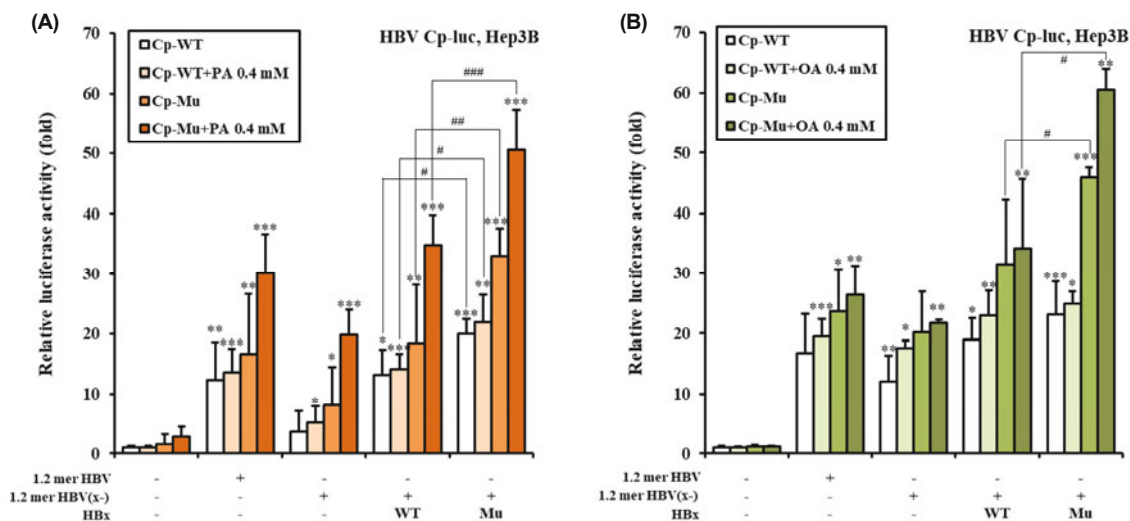 (A)
HBV Cp-luc, Hep3B
Cp-WT
Cp-WT+PA 0.4 mM
Cp-Mu
Cp-Mu+PA 0.4 mM
Relative luciferase activity (fold)
70
60
50
40
30
20
10
0
###
##
#
#
** *** ** ***
* * ***
* *** ** ***
*** ** *** ***
1.2 mer HBV - + - - -
1.2 mer HBV(x-) - - + + +
HBx - - - WT Mu
(B)
HBV Cp-luc, Hep3B
Cp-WT
Cp-WT+OA 0.4 mM
Cp-Mu
Cp-Mu+OA 0.4 mM
Relative luciferase activity (fold)
70
60
50
40
30
20
10
0
#
#
*** * **
** * **
* ** **
*** * *** **
1.2 mer HBV - + - - -
1.2 mer HBV(x-) - - + + +
HBx - - - WT Mu